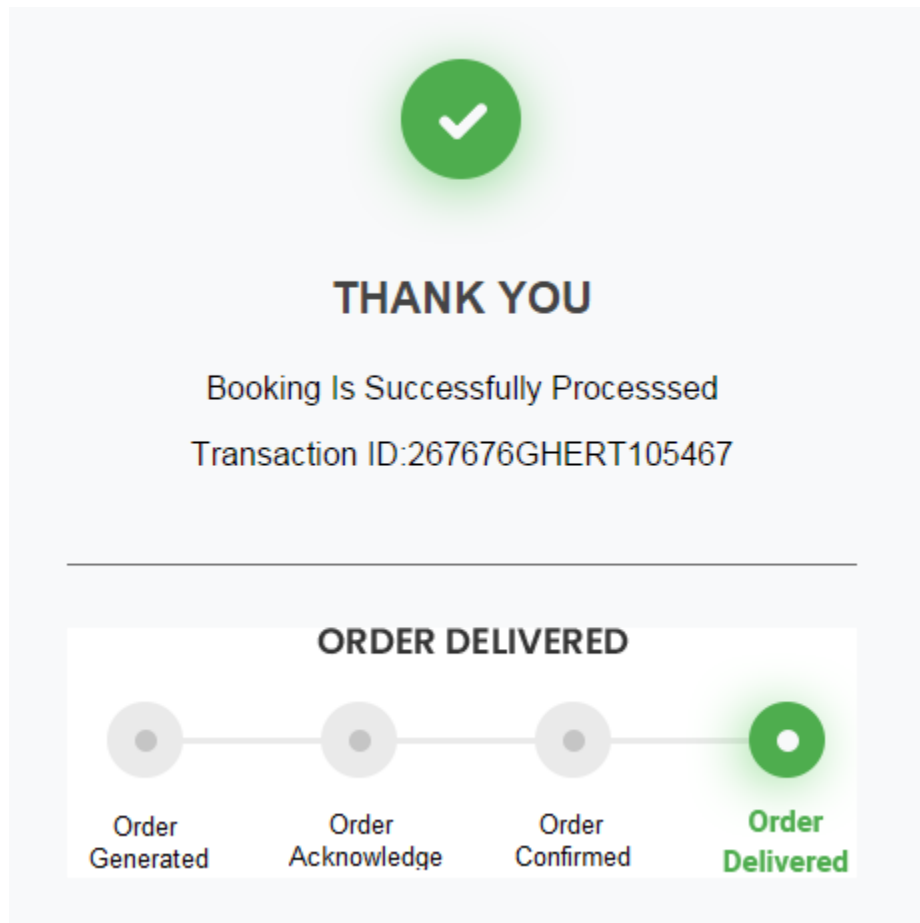 THANK YOU
Booking Is Successfully Processsed
Transaction ID:267676GHERT105467
ORDER DELIVERED
Order
Generated
Order
Acknowledge
Order
Confirmed
Order
Delivered